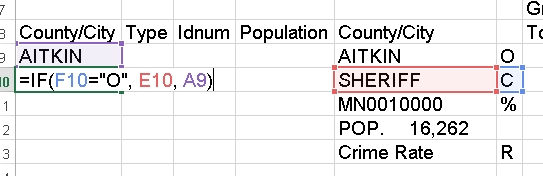 7 Gr
8 County/City Type Idnum Population County/City To
9 AITKIN AITKIN O
10 =IF(F10="O", E10, A9) SHERIFF C
1 MN0010000 %
2 POP. 16,262
3 Crime Rate R